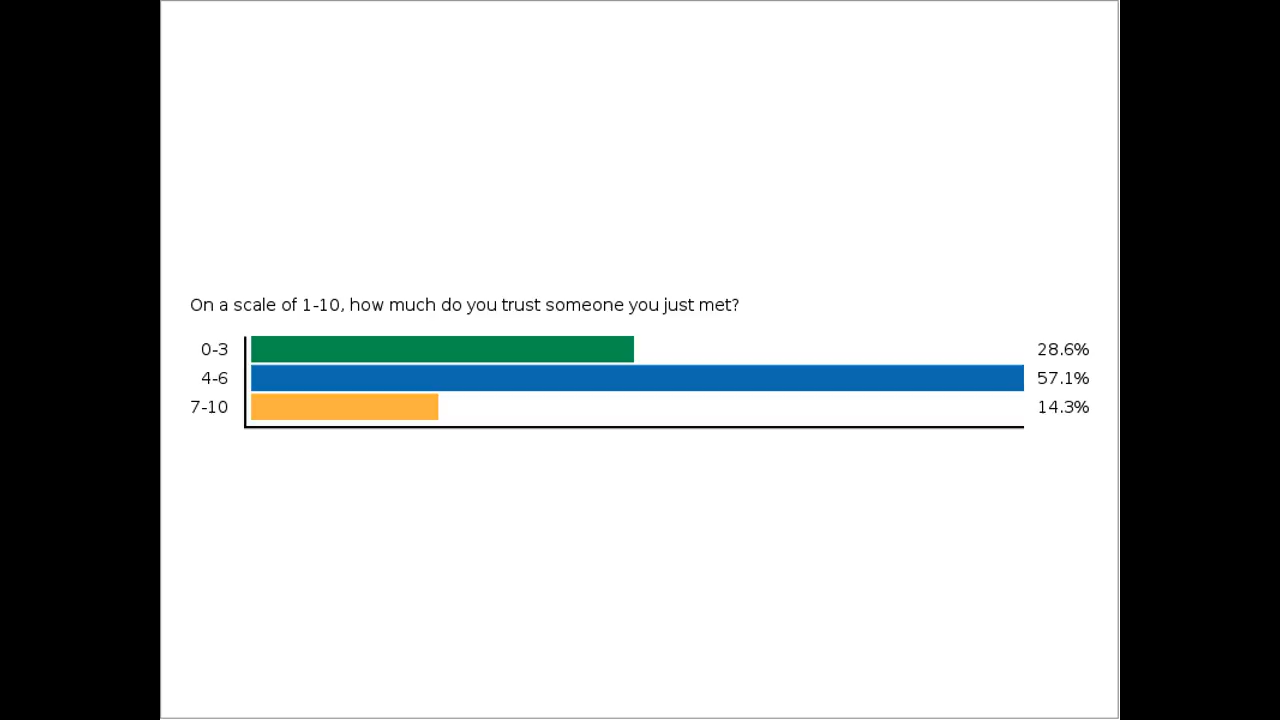 On a scale of 1-10, how much do you trust someone you just met?
0-3 28.6%
4-6 57.1%
7-10 14.3%